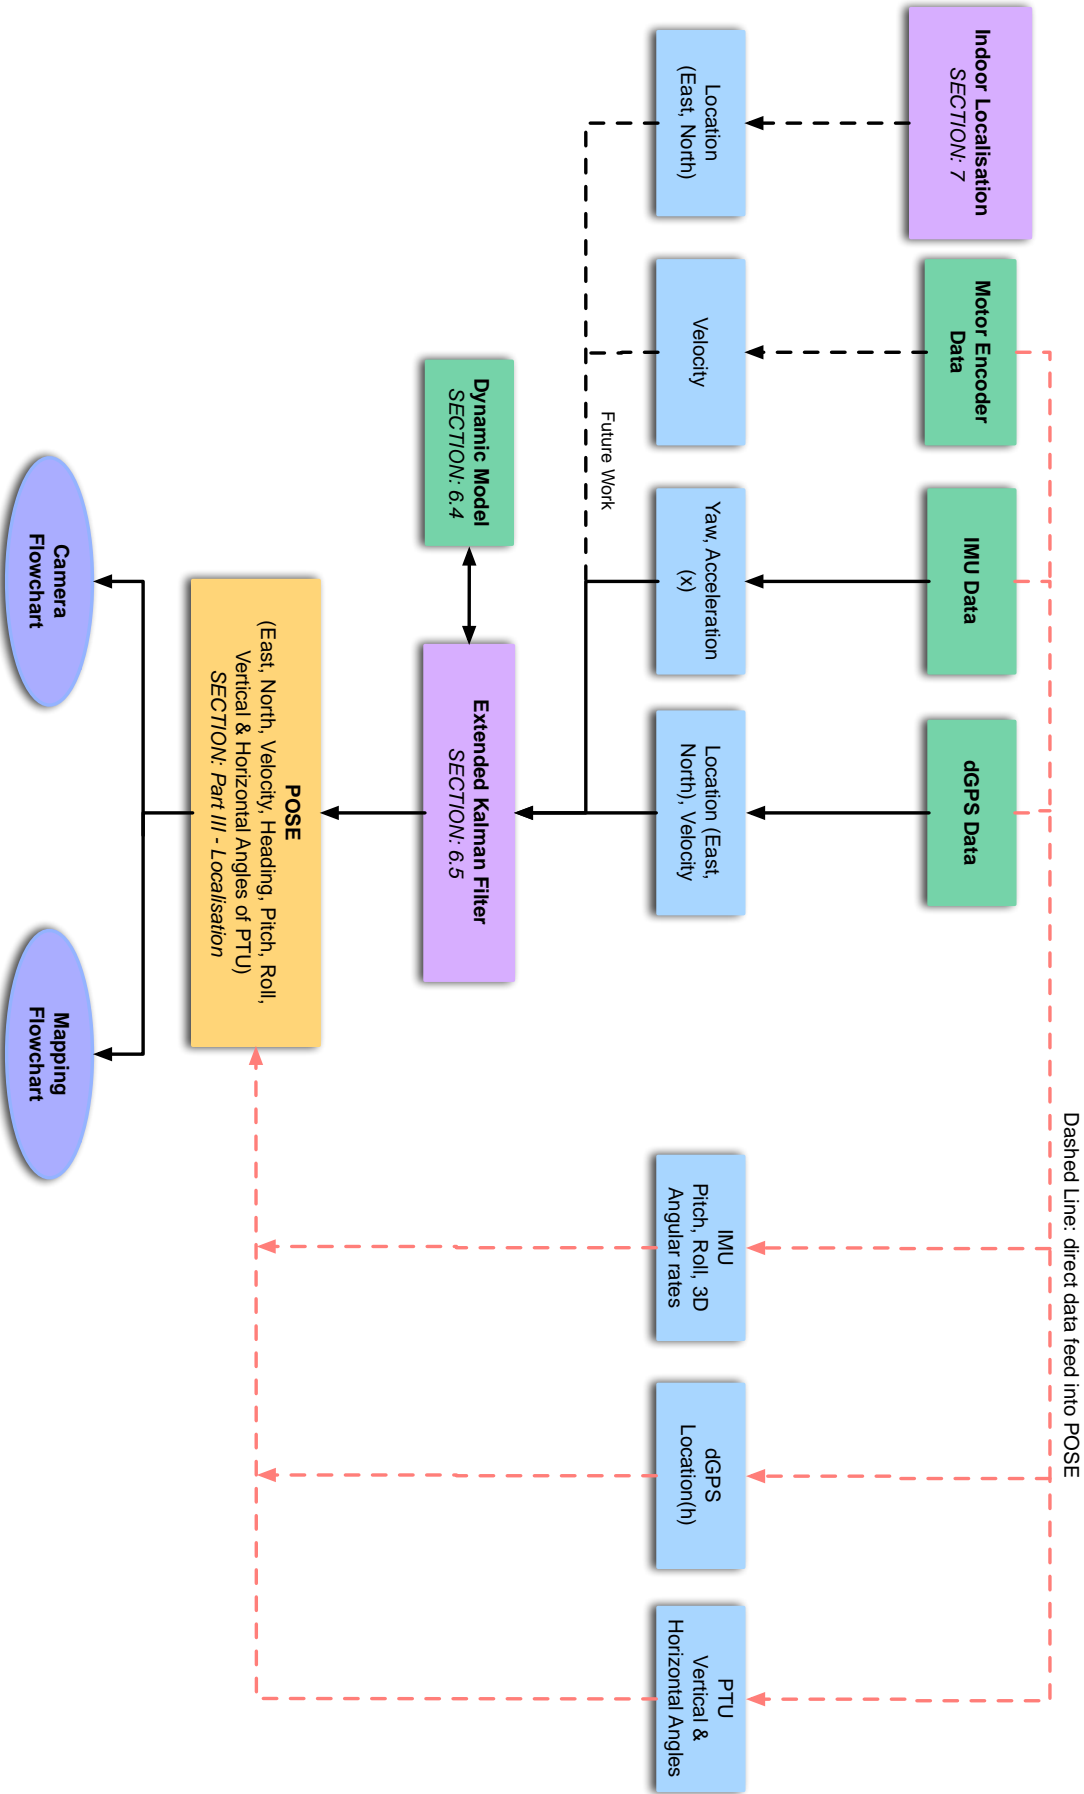 Dashed Line: direct data feed into POSE
Indoor Localisation
SECTION: 7
Motor Encoder
Data
IMU Data
dGPS Data
Location
(East, North)
Velocity
Yaw, Acceleration
(x)
Location (East,
North), Velocity
IMU
Pitch, Roll, 3D
Angular rates
dGPS
Location(h)
PTU
Vertical &
Horizontal Angles
Future Work
Dynamic Model
SECTION: 6.4
Extended Kalman Filter
SECTION: 6.5
POSE
(East, North, Velocity, Heading, Pitch, Roll,
Vertical & Horizontal Angles of PTU)
SECTION: Part III - Localisation
Camera
Flowchart
Mapping
Flowchart